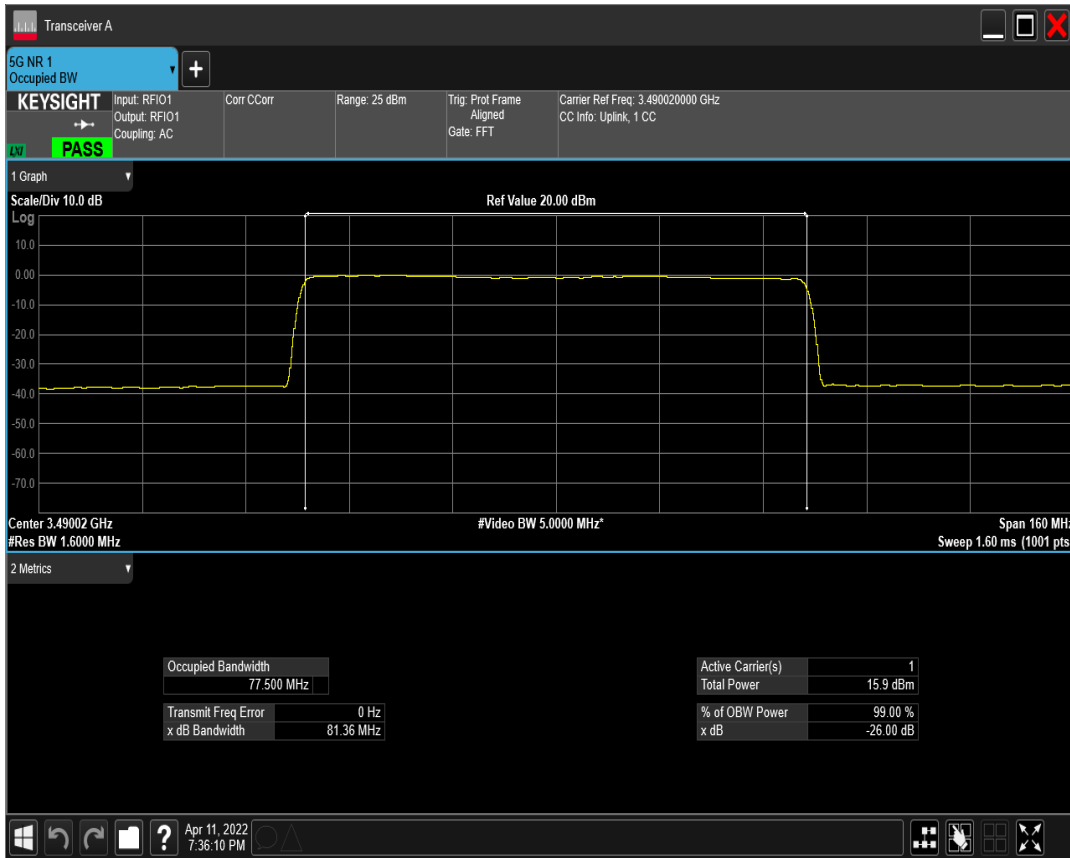 Transceiver A
5G NR 1
Occupied BW
KEYSIGHT
LXI
PASS
Input: RFIO1
Output: RFIO1
Coupling: AC
Corr CCorr
Range: 25 dBm
Trig: Prot Frame
Aligned
Gate: FFT
Carrier Ref Freq: 3.490020000 GHz
CC Info: Uplink, 1 CC
1 Graph
Scale/Div 10.0 dB
Ref Value 20.00 dBm
Log
10.0
0.00
-10.0
-20.0
-30.0
-40.0
-50.0
-60.0
-70.0
Center 3.49002 GHz
#Video BW 5.0000 MHz*
Span 160 MHz
#Res BW 1.6000 MHz
Sweep 1.60 ms (1001 pts
2 Metrics
Occupied Bandwidth
77.500 MHz
Transmit Freq Error 0 Hz
x dB Bandwidth 81.36 MHz
Active Carrier(s) 1
Total Power 15.9 dBm
% of OBW Power 99.00 %
x dB -26.00 dB
?
Apr 11, 2022
7:36:10 PM